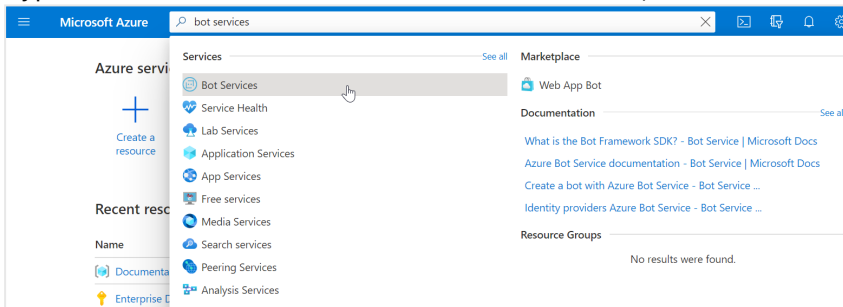 Microsoft Azure
bot services
Azure servi
Create a
resource
Recent reso
Name
Documenta
Enterprise D
Services
See all
Bot Services
Service Health
Lab Services
Application Services
App Services
Free services
Media Services
Search services
Peering Services
Analysis Services
Marketplace
Web App Bot
Documentation
See al
What is the Bot Framework SDK? - Bot Service | Microsoft Docs
Azure Bot Service documentation - Bot Service | Microsoft Docs
Create a bot with Azure Bot Service - Bot Service ...
Identity providers Azure Bot Service - Bot Service ...
Resource Groups
No results were found.